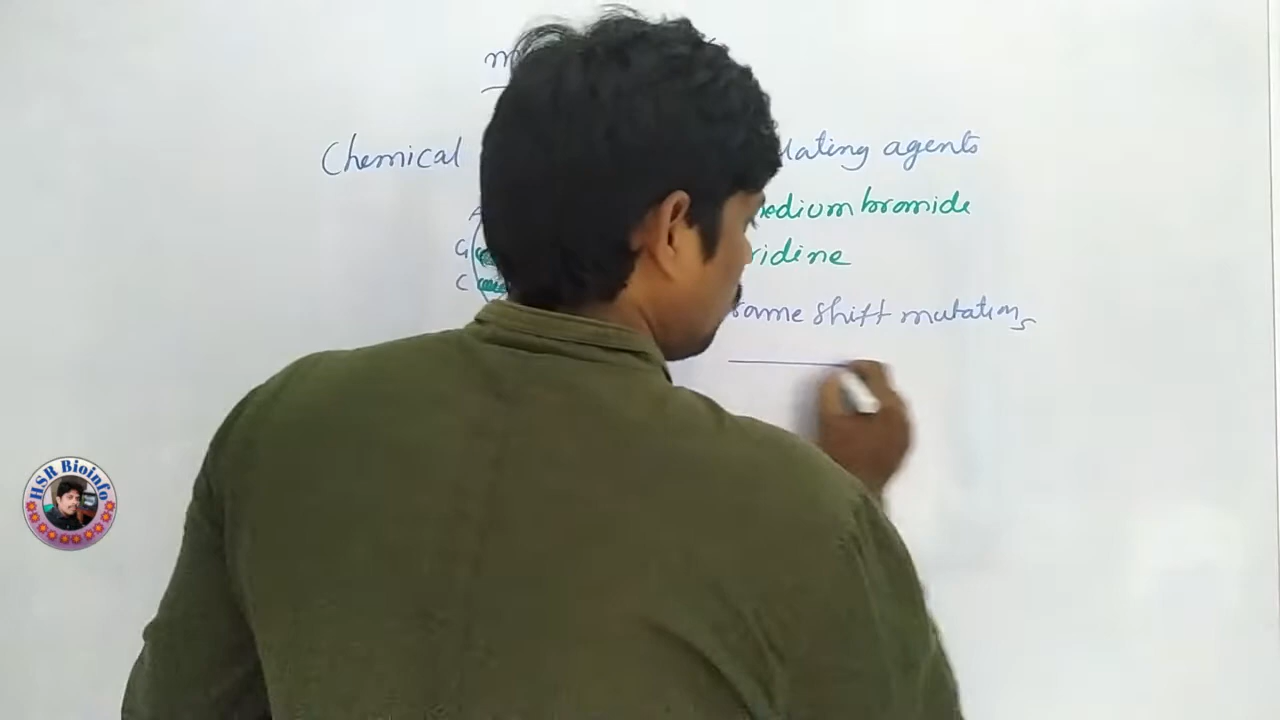 Chemical
lating agents
edium bromide
ridine
G
C
rame shift mutations
HSR Bioinfo